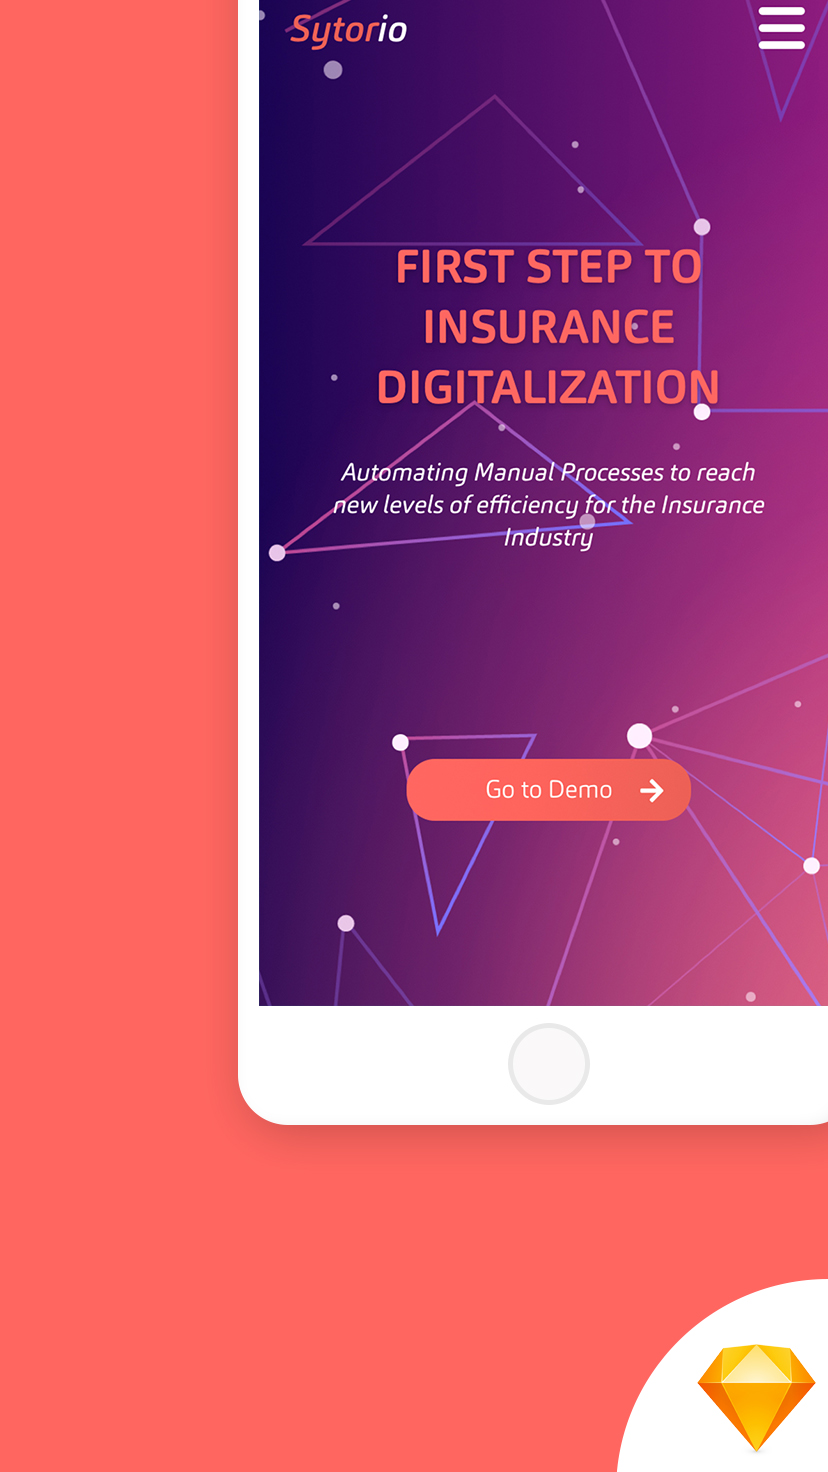 Sytorio
FIRST STEP TO
INSURANCE
DIGITALIZATION
Automating Manual Processes to reach
new levels of efficiency for the Insurance
Industry
Go to Demo